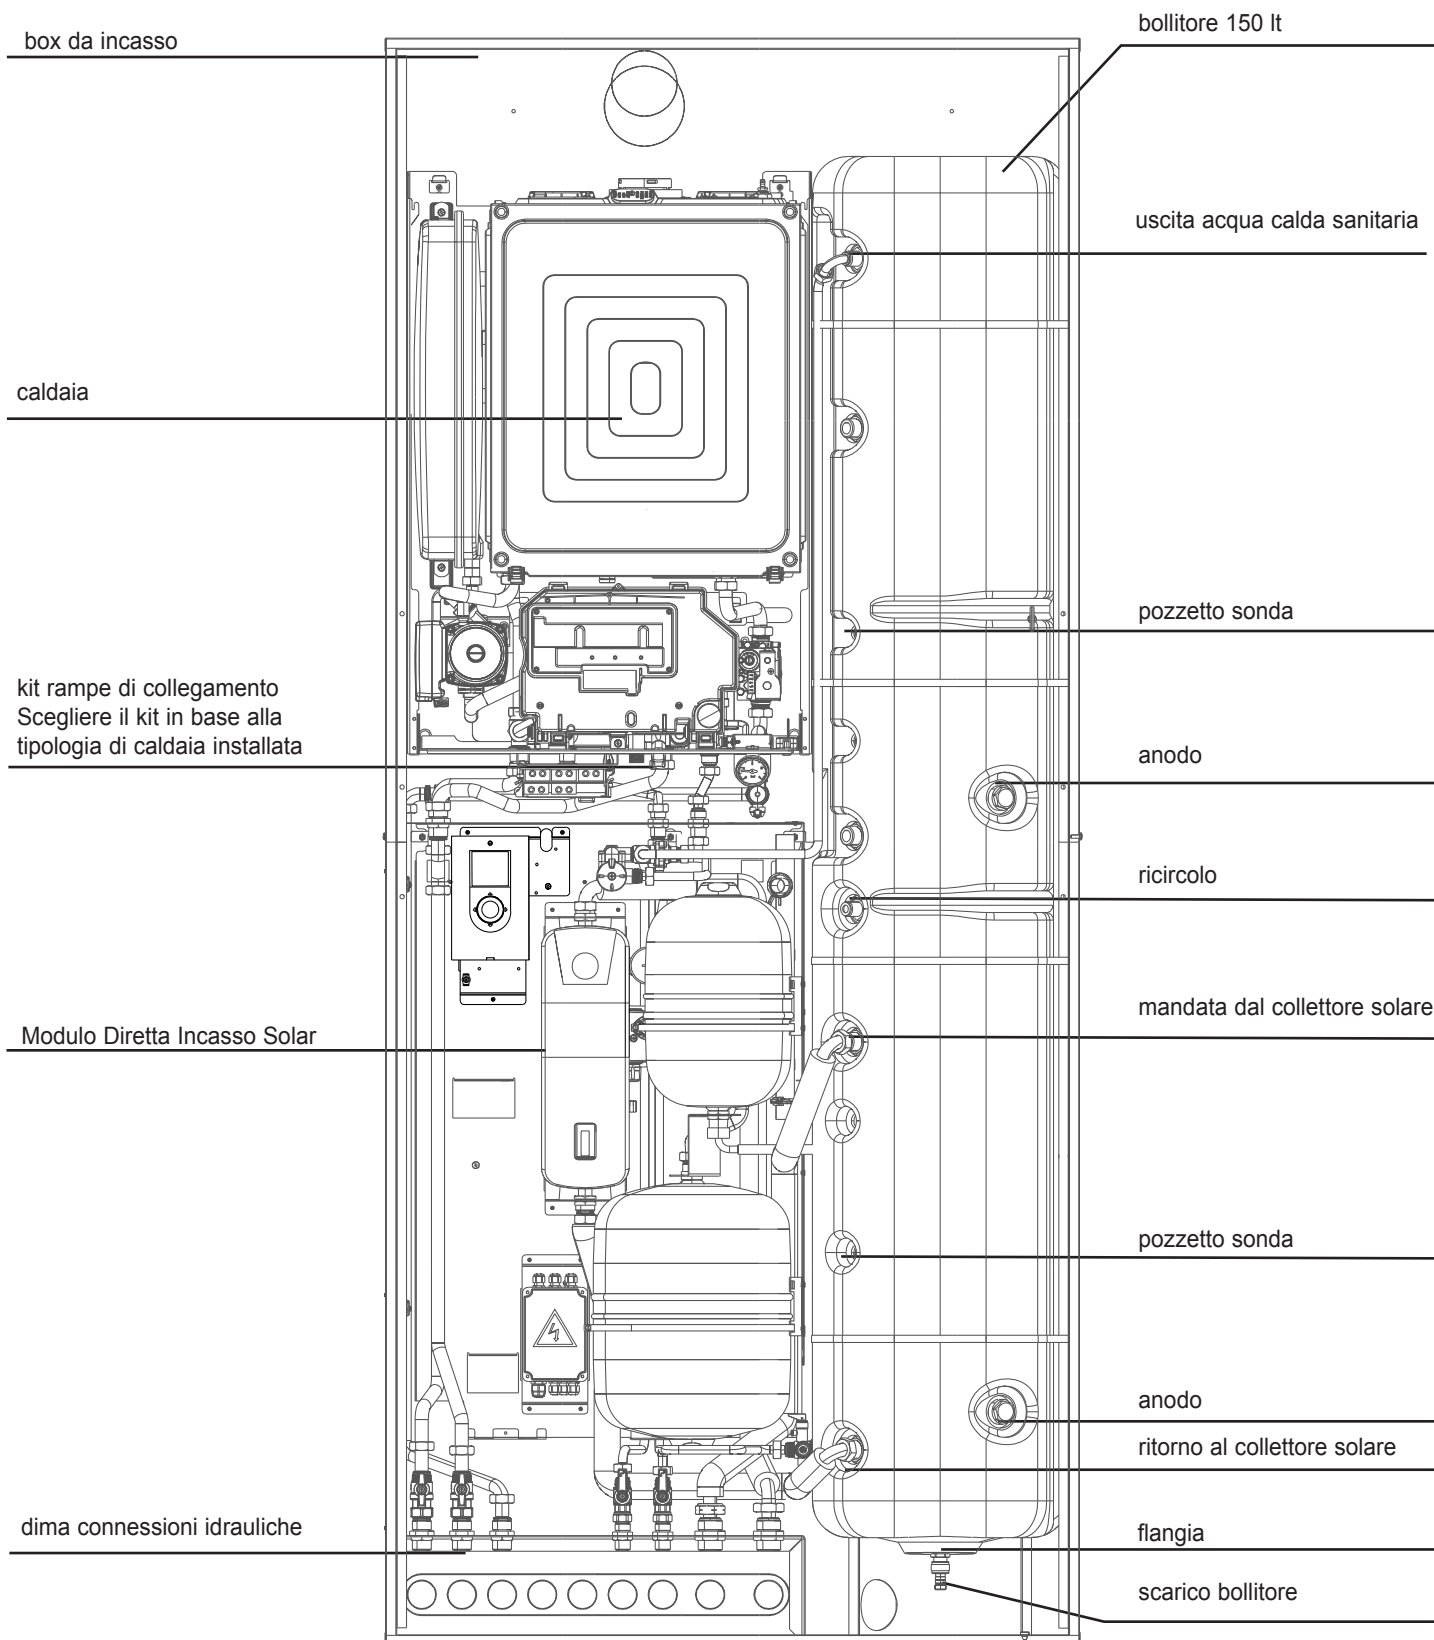 box da incasso
bollitore 150 lt
uscita acqua calda sanitaria
caldaia
pozzetto sonda
kit rampe di collegamento
Scegliere il kit in base alla
tipologia di caldaia installata
anodo
ricircolo
mandata dal collettore solare
Modulo Diretta Incasso Solar
pozzetto sonda
anodo
ritorno al collettore solare
dima connessioni idrauliche
flangia
scarico bollitore